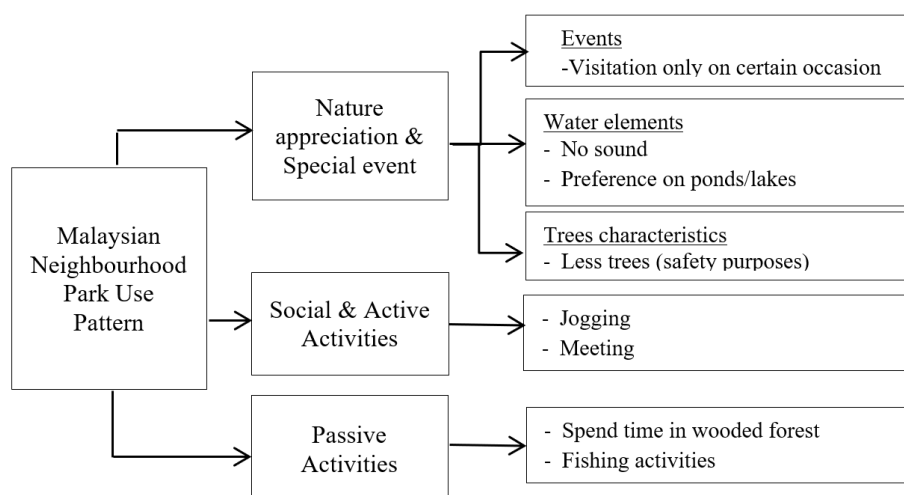 Malaysian
Neighbourhood
Park Use
Pattern
Nature
appreciation &
Special event
Events
-Visitation only on certain occasion
Water elements
- No sound
- Preference on ponds/lakes
Trees characteristics
- Less trees (safety purposes)
Social & Active
Activities
- Jogging
- Meeting
Passive
Activities
- Spend time in wooded forest
- Fishing activities